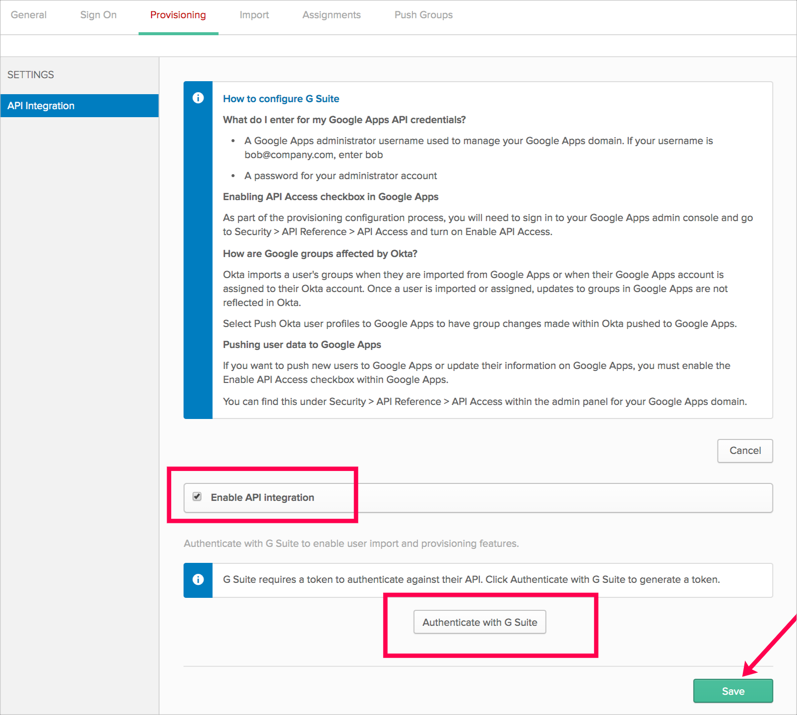 General Sign On Provisioning Import Assignments Push Groups
SETTINGS
API Integration
How to configure G Suite
What do I enter for my Google Apps API credentials?
• A Google Apps administrator username used to manage your Google Apps domain. If your username is
bob@company.com, enter bob
• A password for your administrator account
Enabling API Access checkbox in Google Apps
As part of the provisioning configuration process, you will need to sign in to your Google Apps admin console and go
to Security > API Reference > API Access and turn on Enable API Access.
How are Google groups affected by Okta?
Okta imports a user's groups when they are imported from Google Apps or when their Google Apps account is
assigned to their Okta account. Once a user is imported or assigned, updates to groups in Google Apps are not
reflected in Okta.
Select Push Okta user profiles to Google Apps to have group changes made within Okta pushed to Google Apps.
Pushing user data to Google Apps
If you want to push new users to Google Apps or update their information on Google Apps, you must enable the
Enable API Access checkbox within Google Apps.
You can find this under Security > API Reference > API Access within the admin panel for your Google Apps domain.
Cancel
Enable API integration
Authenticate with G Suite to enable user import and provisioning features.
G Suite requires a token to authenticate against their API. Click Authenticate with G Suite to generate a token.
Authenticate with G Suite
Save